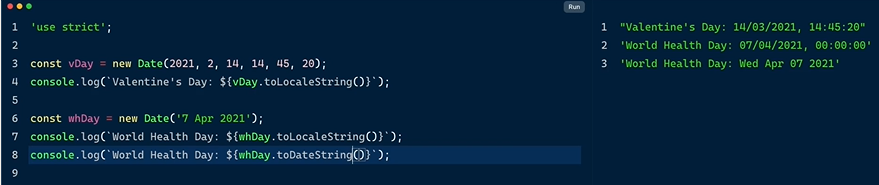 Run
1 'use strict';
2
3 const vDay = new Date(2021, 2, 14, 14, 45, 20);
4 console.log(`Valentine's Day: ${vDay.toLocaleString()}`);
5
6 const whDay = new Date('7 Apr 2021');
7 console.log(`World Health Day: ${whDay.toLocaleString()}`);
8 console.log(`World Health Day: ${whDay.toDateString()}`);
9
1 "Valentine's Day: 14/03/2021, 14:45:20"
2 'World Health Day: 07/04/2021, 00:00:00'
3 'World Health Day: Wed Apr 07 2021'